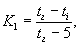 K₁ = (t₂ − t₁) / (t₂ − 5),